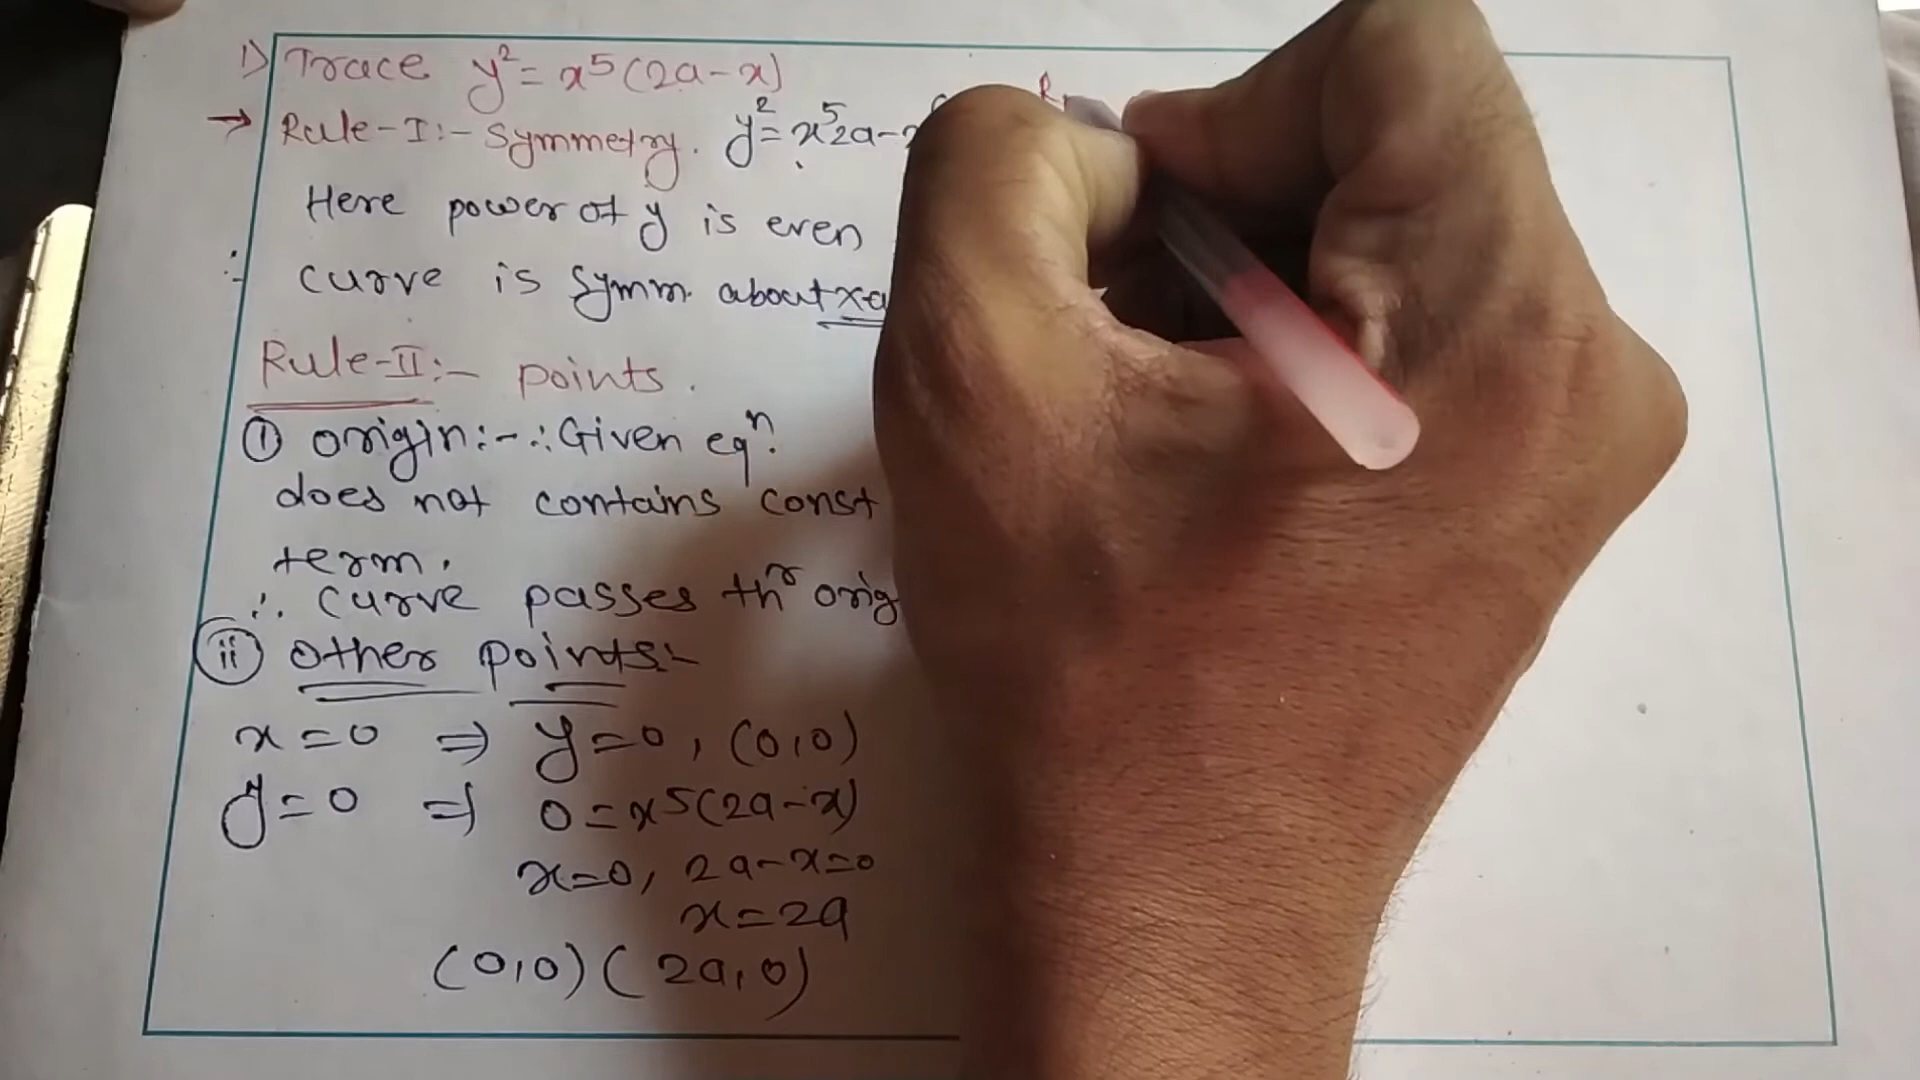 1) Trace y² = x⁵(2a-x)
→ Rule-I:- Symmetry. y² = x⁵2a-
Here power of y is even
∴ curve is symm. about
Rule-II:- points.
① origin:- ∵ Given eqⁿ.
does not contains const
term.
∴ curve passes thʳ
ⓘⓘ other points:-
x=0 ⇒ y=0, (0,0)
y=0 ⇒ 0=x⁵(2a-x)
x=0, 2a-x=0
x=2a
(0,0) (2a,0)